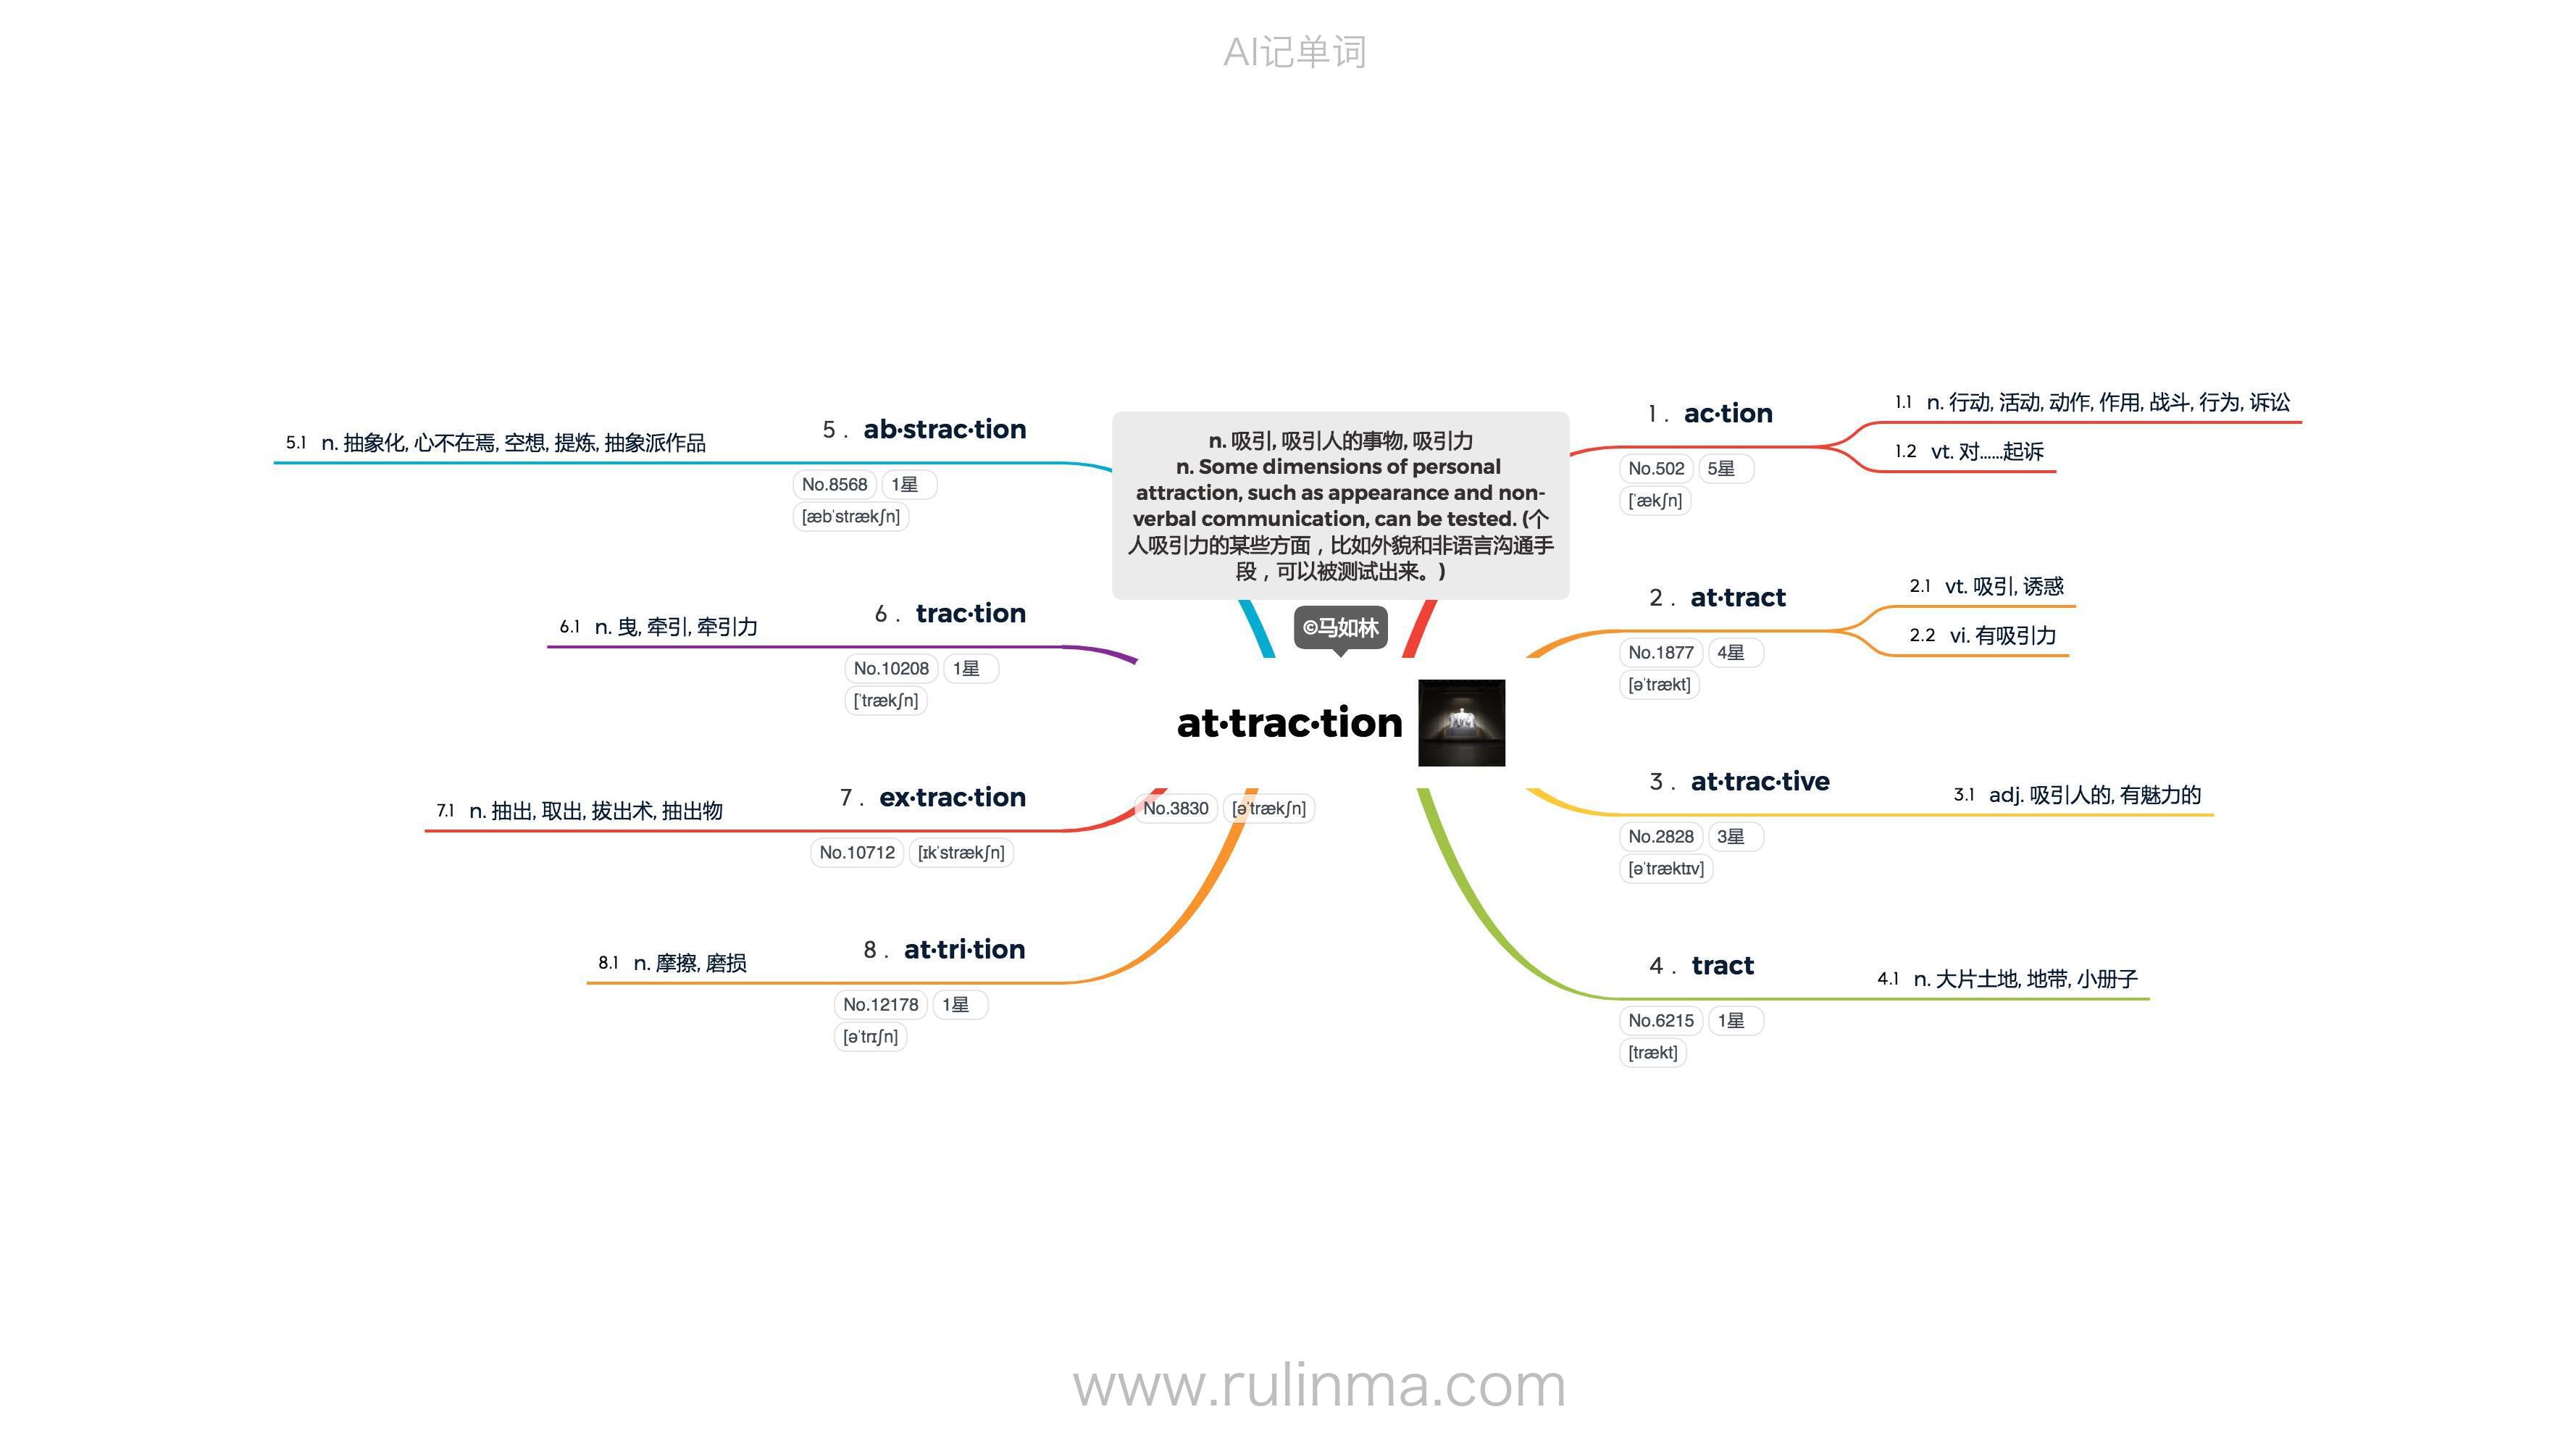 AI记单词
n. 吸引, 吸引人的事物, 吸引力
n. Some dimensions of personal
attraction, such as appearance and non-
verbal communication, can be tested. (个
人吸引力的某些方面，比如外貌和非语言沟通手
段，可以被测试出来。)
©马如林
at·trac·tion
No.3830 [əˈtrækʃn]
1. ac·tion
No.502 5星
[ˈækʃn]
1.1 n. 行动, 活动, 动作, 作用, 战斗, 行为, 诉讼
1.2 vt. 对……起诉
2. at·tract
No.1877 4星
[əˈtrækt]
2.1 vt. 吸引, 诱惑
2.2 vi. 有吸引力
3. at·trac·tive
No.2828 3星
[əˈtræktɪv]
3.1 adj. 吸引人的, 有魅力的
4. tract
No.6215 1星
[trækt]
4.1 n. 大片土地, 地带, 小册子
5. ab·strac·tion
No.8568 1星
[æbˈstrækʃn]
5.1 n. 抽象化, 心不在焉, 空想, 提炼, 抽象派作品
6. trac·tion
No.10208 1星
[ˈtrækʃn]
6.1 n. 曳, 牵引, 牵引力
7. ex·trac·tion
No.10712 [ɪkˈstrækʃn]
7.1 n. 抽出, 取出, 拔出术, 抽出物
8. at·tri·tion
No.12178 1星
[əˈtrɪʃn]
8.1 n. 摩擦, 磨损
www.rulinma.com